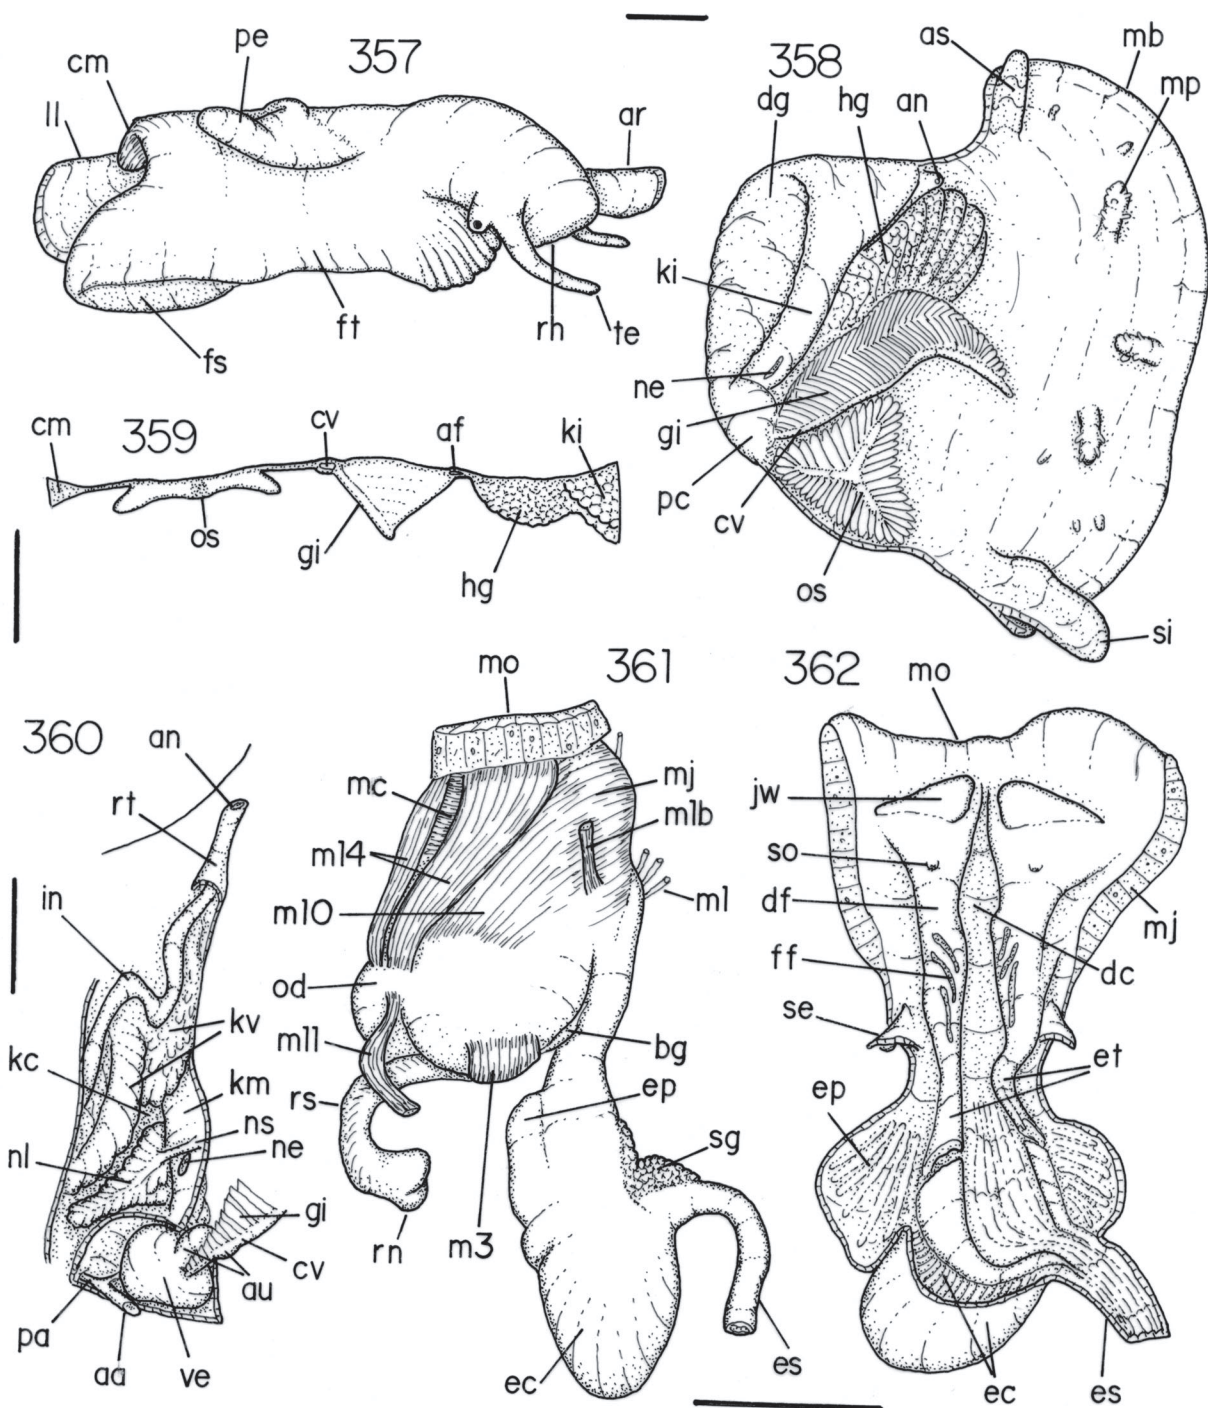 357
pe
cm
ll
ar
ft
fs
rh
te
358
as
mb
mp
dg
hg
an
ki
ne
gi
pc
cv
os
si
359
cm
cv
af
ki
os
gi
hg
360
an
rt
in
kv
kc
km
ns
ne
nl
gi
cv
au
pa
aa
ve
361
mo
mc
mj
m1b
m14
m1
m10
od
m11
bg
rs
ep
sg
rn
m3
ec
es
362
mo
jw
so
df
mj
ff
dc
se
et
ep
ec
es